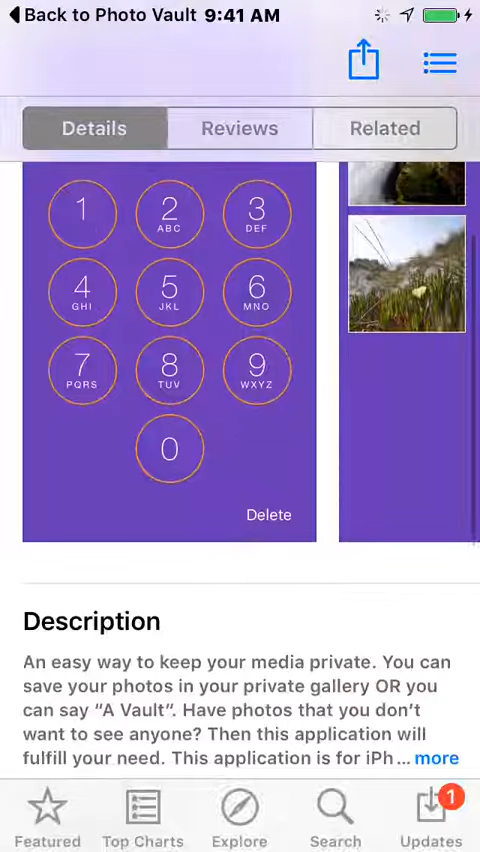 Back to Photo Vault 9:41 AM
Details Reviews Related
1 2 3
ABC DEF
4 5 6
GHI JKL MNO
7 8 9
PQRS TUV WXYZ
0
Delete
Description
An easy way to keep your media private. You can
save your photos in your private gallery OR you
can say “A Vault”. Have photos that you don’t
want to see anyone? Then this application will
fulfill your need. This application is for iPh... more
1
Featured Top Charts Explore Search Updates